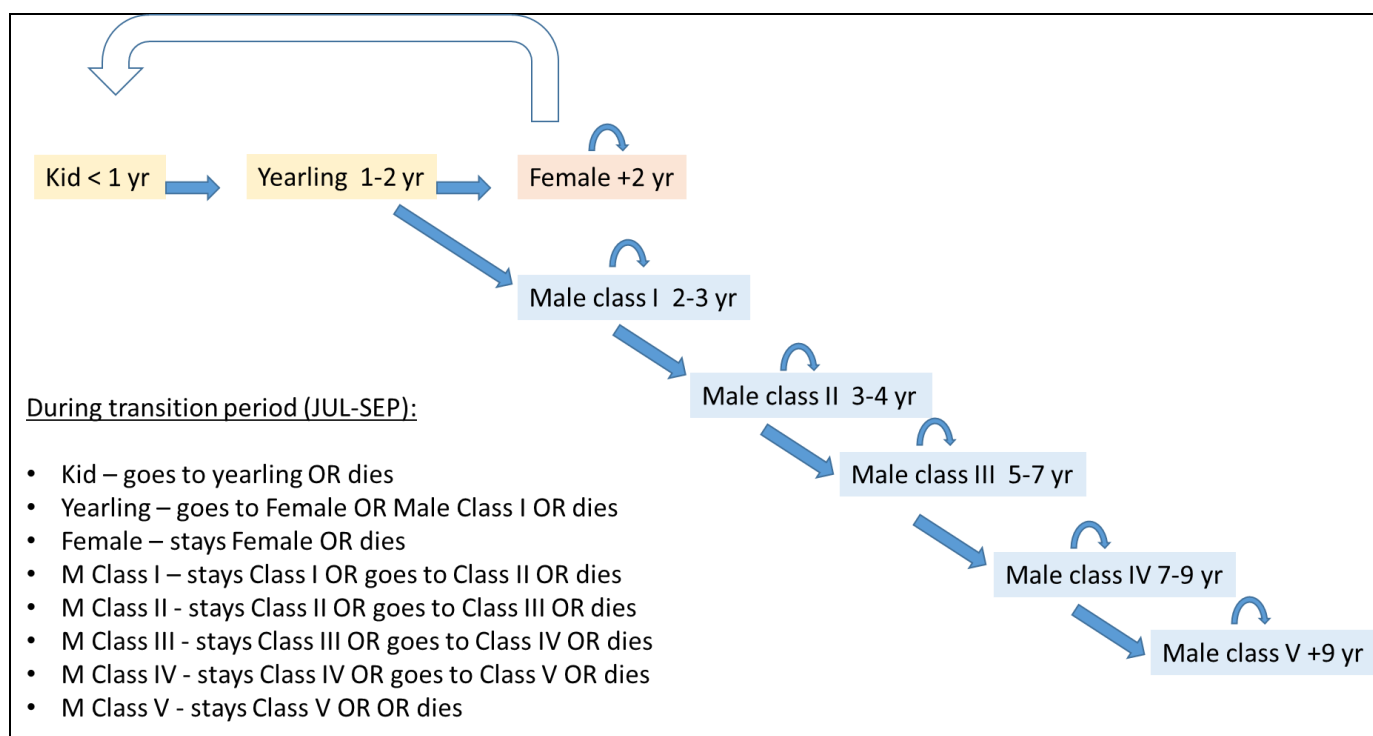 Kid < 1 yr
Yearling  1-2 yr
Female +2 yr
Male class I  2-3 yr
Male class II  3-4 yr
Male class III  5-7 yr
Male class IV 7-9 yr
Male class V +9 yr
During transition period (JUL-SEP):
• Kid – goes to yearling OR dies
• Yearling – goes to Female OR Male Class I OR dies
• Female – stays Female OR dies
• M Class I – stays Class I OR goes to Class II OR dies
• M Class II - stays Class II OR goes to Class III OR dies
• M Class III - stays Class III OR goes to Class IV OR dies
• M Class IV - stays Class IV OR goes to Class V OR dies
• M Class V - stays Class V OR OR dies